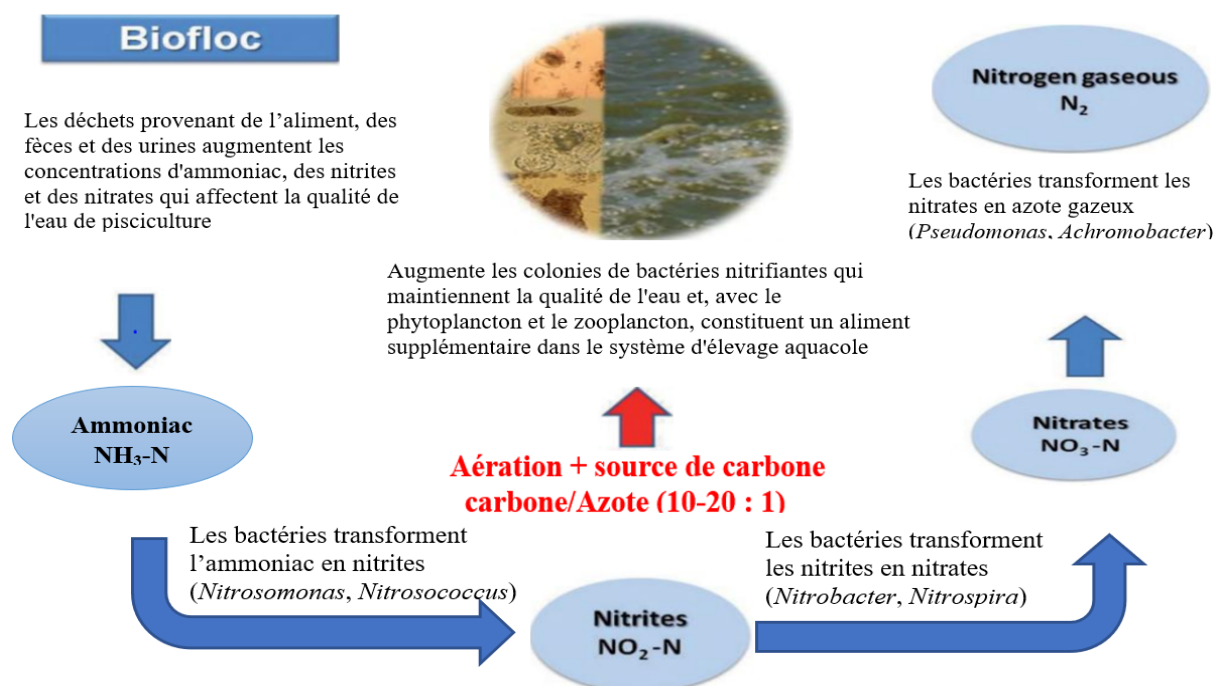 Biofloc
Les déchets provenant de l’aliment, des
fèces et des urines augmentent les
concentrations d'ammoniac, des nitrites
et des nitrates qui affectent la qualité de
l'eau de pisciculture
Ammoniac
NH₃-N
Les bactéries transforment
l’ammoniac en nitrites
(Nitrosomonas, Nitrosococcus)
Nitrites
NO₂-N
Augmente les colonies de bactéries nitrifiantes qui
maintiennent la qualité de l'eau et, avec le
phytoplancton et le zooplancton, constituent un aliment
supplémentaire dans le système d'élevage aquacole
Aération + source de carbone
carbone/Azote (10-20 : 1)
Les bactéries transforment
les nitrites en nitrates
(Nitrobacter, Nitrospira)
Nitrates
NO₃-N
Les bactéries transforment les
nitrates en azote gazeux
(Pseudomonas, Achromobacter)
Nitrogen gaseous
N₂